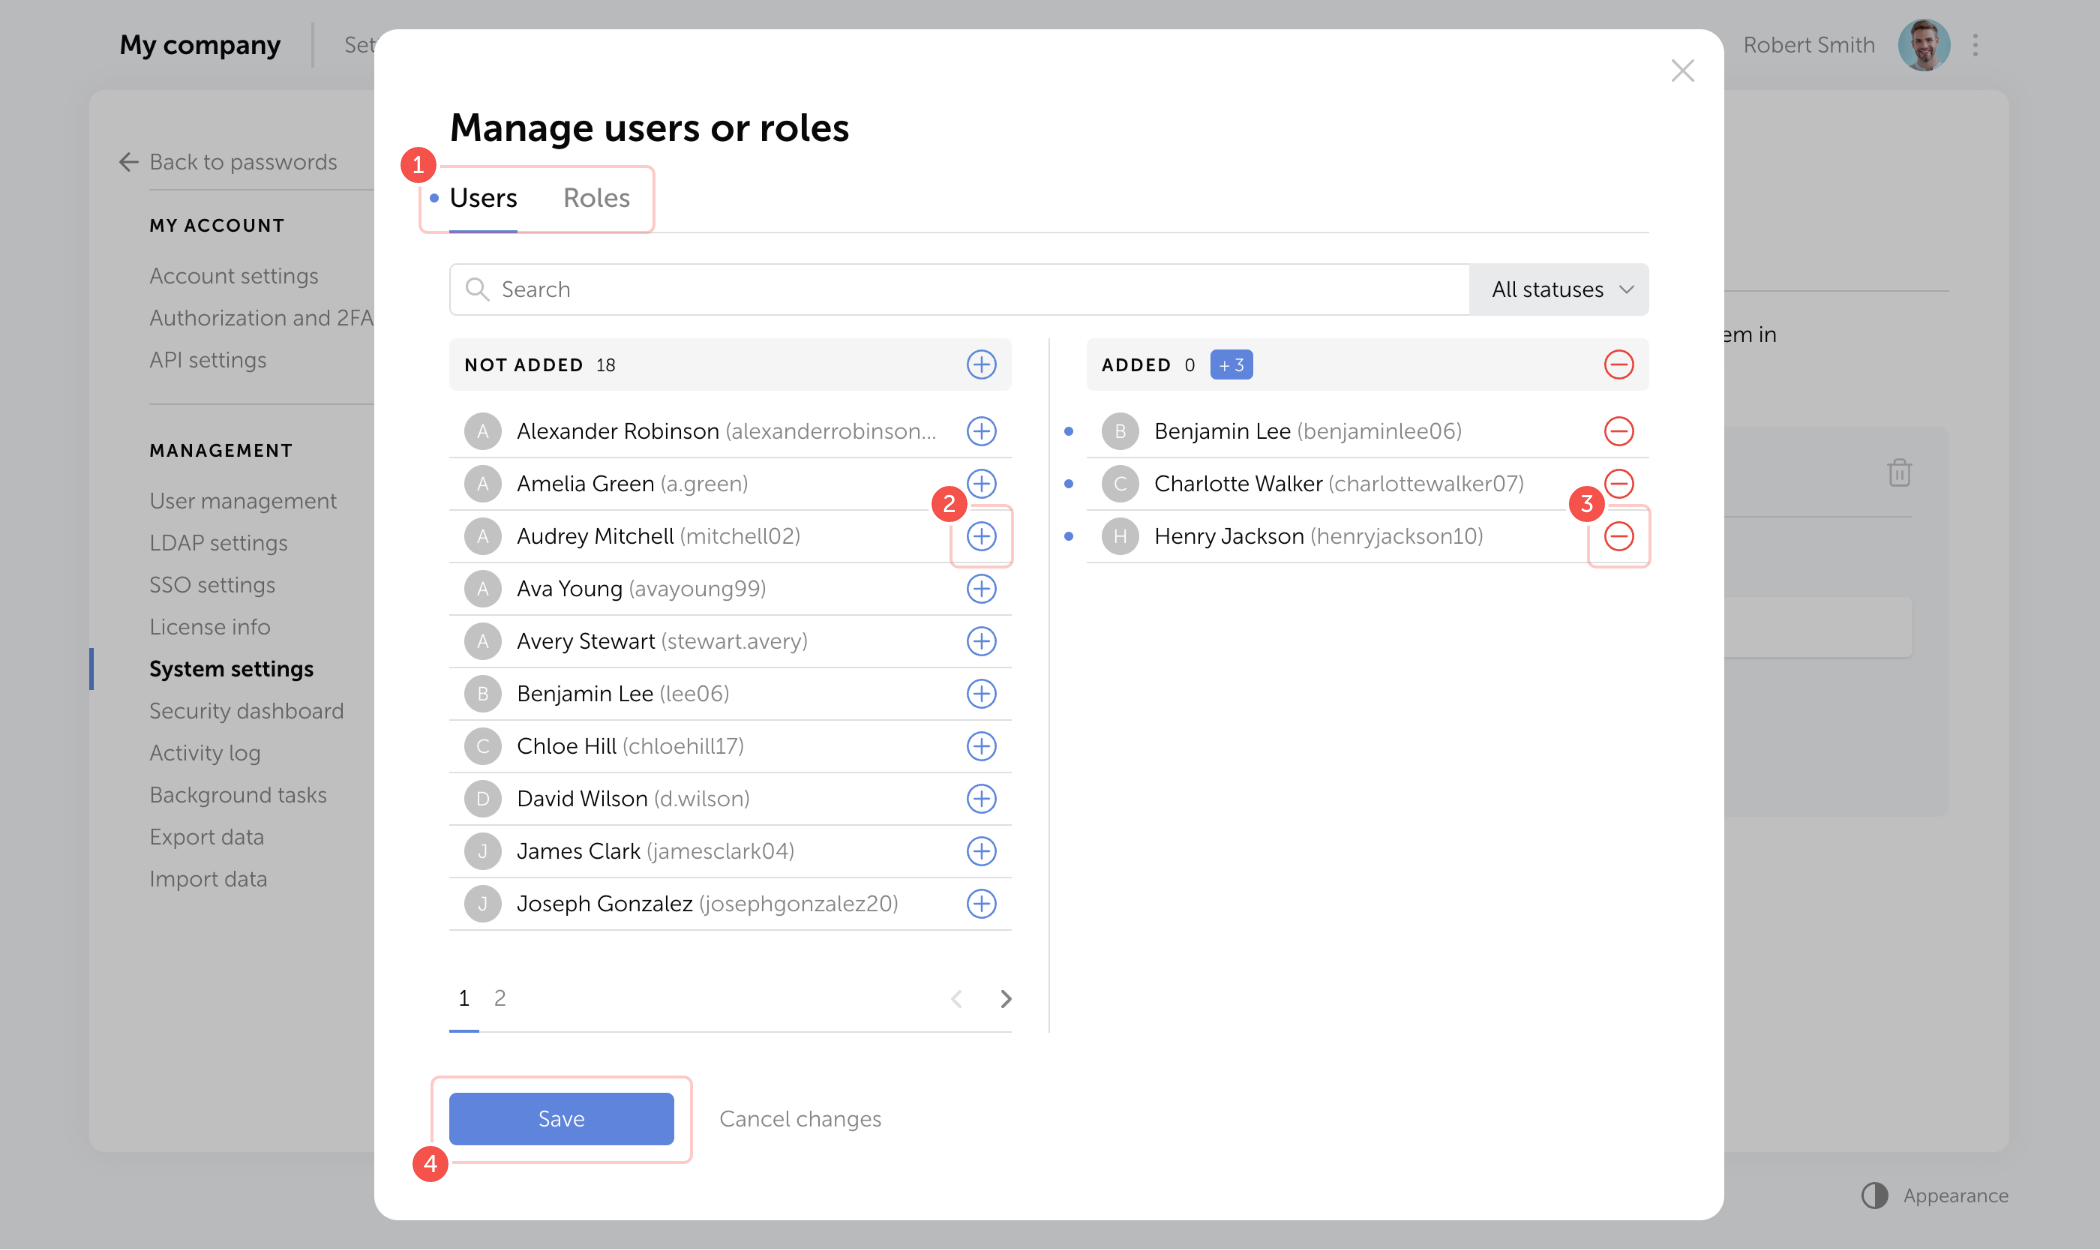 My company
Set
Robert Smith
Back to passwords
MY ACCOUNT
Account settings
Authorization and 2FA
API settings
MANAGEMENT
User management
LDAP settings
SSO settings
License info
System settings
Security dashboard
Activity log
Background tasks
Export data
Import data
Manage users or roles
1
Users Roles
Search
All statuses
NOT ADDED 18
A Alexander Robinson (alexanderrobinson...
A Amelia Green (a.green)
2
A Audrey Mitchell (mitchell02)
A Ava Young (avayoung99)
A Avery Stewart (stewart.avery)
B Benjamin Lee (lee06)
C Chloe Hill (chloehill17)
D David Wilson (d.wilson)
J James Clark (jamesclark04)
J Joseph Gonzalez (josephgonzalez20)
1 2
ADDED 0 + 3
B Benjamin Lee (benjaminlee06)
C Charlotte Walker (charlottewalker07)
3
H Henry Jackson (henryjackson10)
Save
Cancel changes
4
em in
Appearance